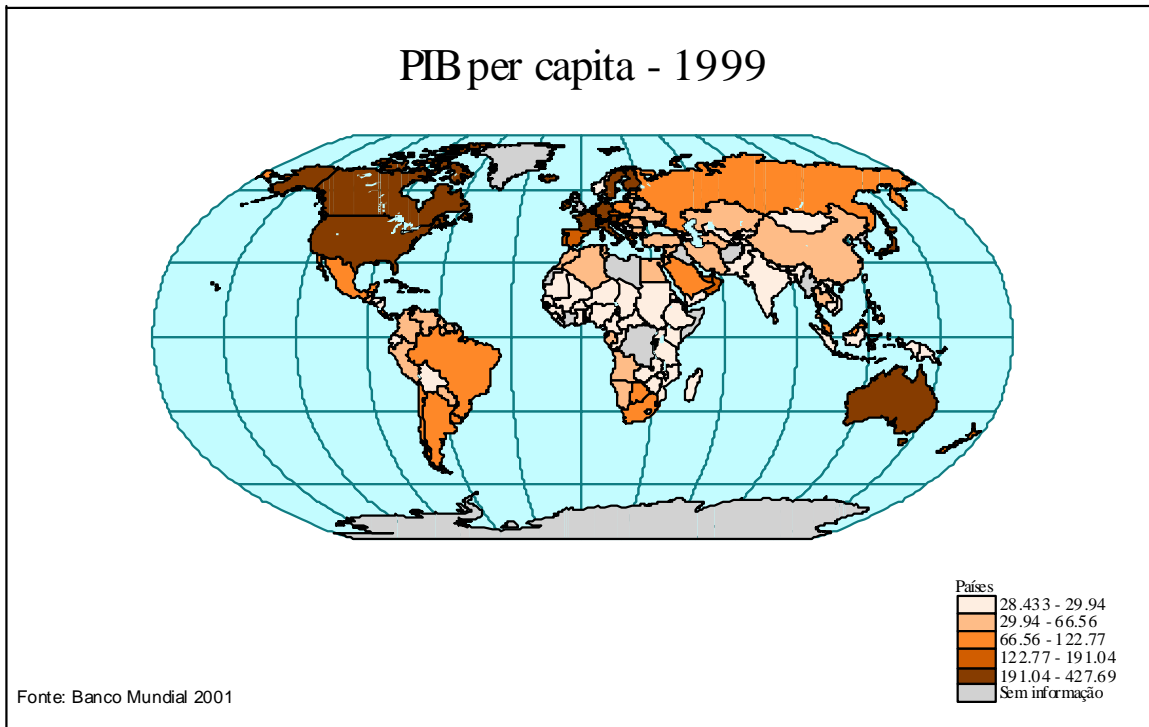 PIB per capita - 1999
Países
28.433 - 29.94
29.94 - 66.56
66.56 - 122.77
122.77 - 191.04
191.04 - 427.69
Sem informação
Fonte: Banco Mundial 2001